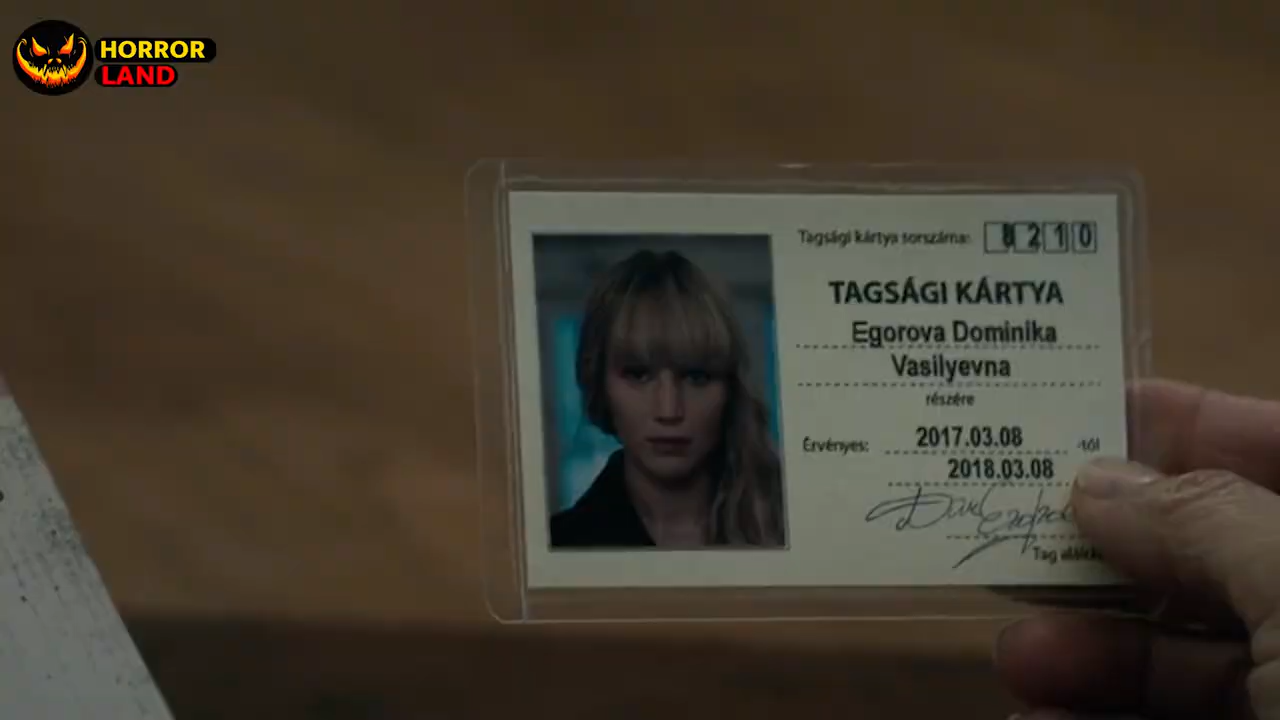 HORROR
LAND
Tagsági kártya sorszáma: 8210
TAGSÁGI KÁRTYA
Egorova Dominika
Vasilyevna
részére
Érvényes: 2017.03.08 -tól
2018.03.08
Tag